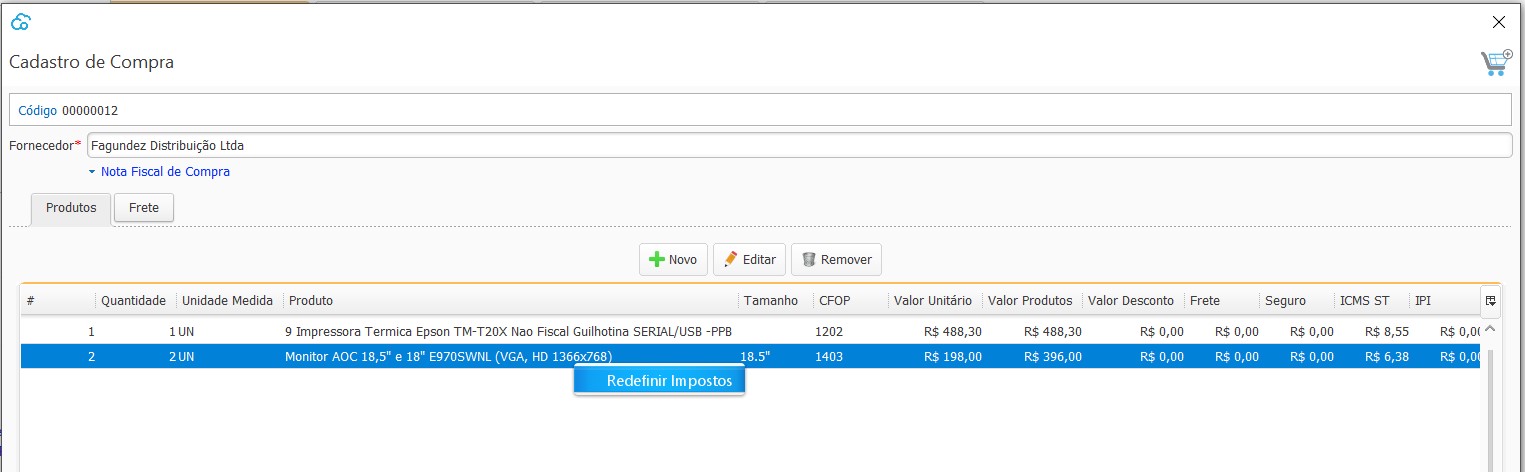 Cadastro de Compra
Código 00000012
Fornecedor* Fagundez Distribuição Ltda
Nota Fiscal de Compra
Produtos Frete
Novo Editar Remover
# Quantidade Unidade Medida Produto Tamanho CFOP Valor Unitário Valor Produtos Valor Desconto Frete Seguro ICMS ST IPI
1 1 UN 9 Impressora Termica Epson TM-T20X Nao Fiscal Guilhotina SERIAL/USB -PPB 1202 R$ 488,30 R$ 488,30 R$ 0,00 R$ 0,00 R$ 0,00 R$ 8,55 R$ 0,00
2 2 UN Monitor AOC 18,5" e 18" E970SWNL (VGA, HD 1366x768) 18.5" 1403 R$ 198,00 R$ 396,00 R$ 0,00 R$ 0,00 R$ 0,00 R$ 6,38 R$ 0,00
Redefinir Impostos